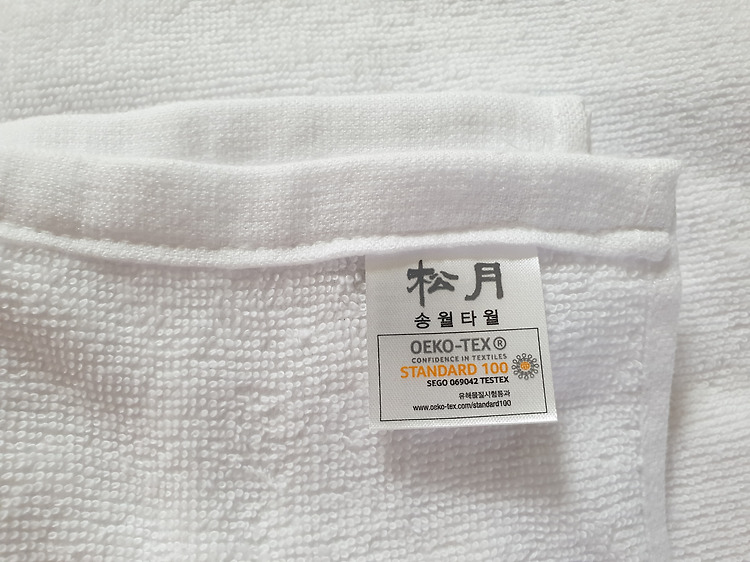 松月
송월타월
OEKO-TEX®
CONFIDENCE IN TEXTILES
STANDARD 100
SEGO 069042 TESTEX
유해물질시험통과
www.oeko-tex.com/standard100